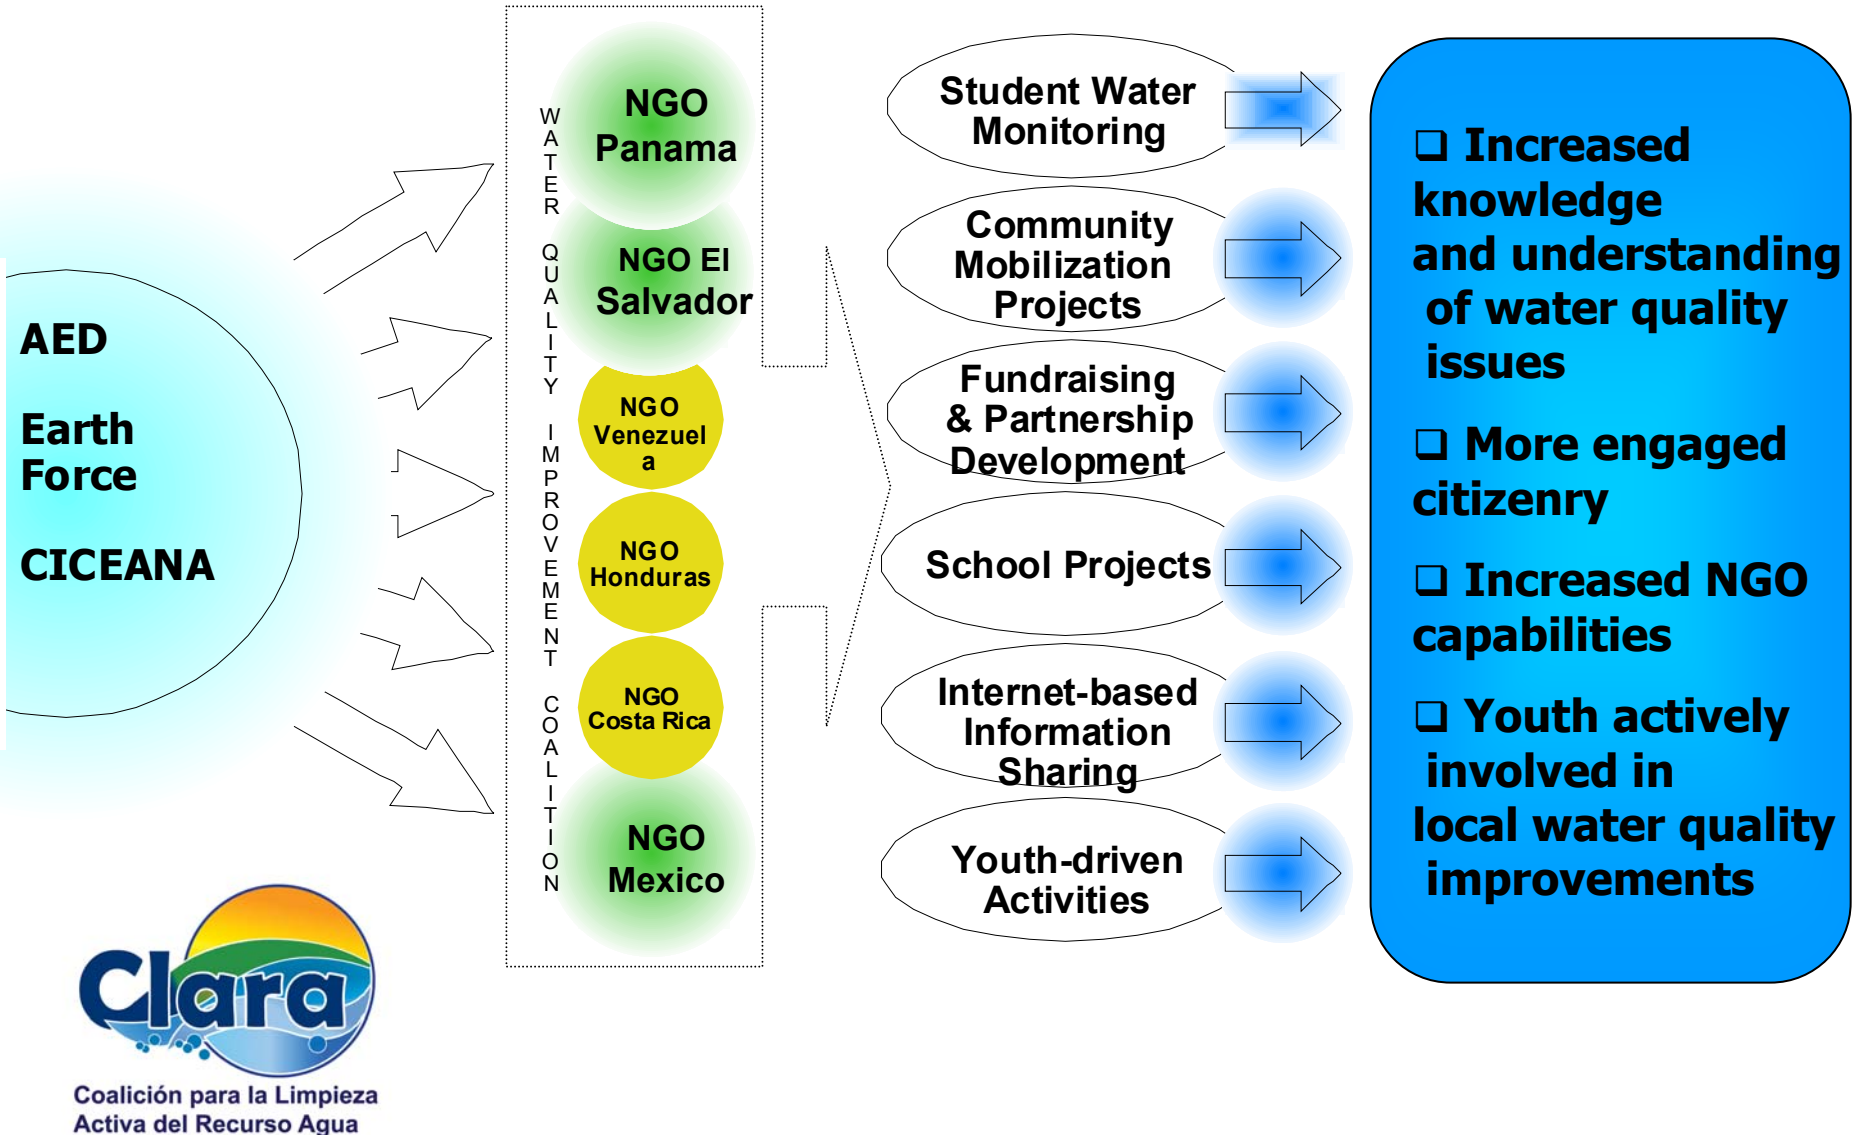 AED
Earth
Force
CICEANA
WATER QUALITY IMPROVEMENT COALITION
NGO
Panama
NGO El
Salvador
NGO
Venezuel
a
NGO
Honduras
NGO
Costa Rica
NGO
Mexico
Student Water
Monitoring
Community
Mobilization
Projects
Fundraising
& Partnership
Development
School Projects
Internet-based
Information
Sharing
Youth-driven
Activities
❑ Increased
knowledge
and understanding
of water quality
issues
❑ More engaged
citizenry
❑ Increased NGO
capabilities
❑ Youth actively
involved in
local water quality
improvements
Clara
Coalición para la Limpieza
Activa del Recurso Agua